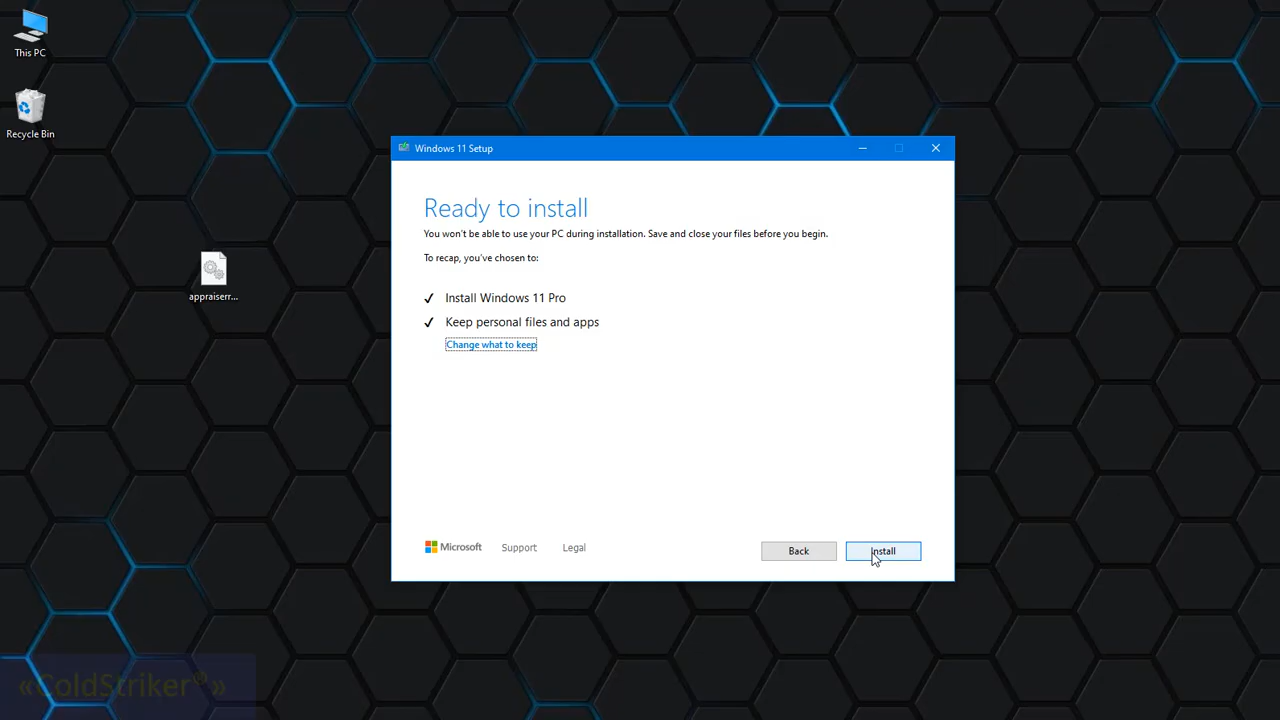 This PC
Recycle Bin
appraiserr...
Windows 11 Setup
Ready to install
You won't be able to use your PC during installation. Save and close your files before you begin.
To recap, you've chosen to:
Install Windows 11 Pro
Keep personal files and apps
Change what to keep
Microsoft Support Legal
Back Install
«ColdStriker®»